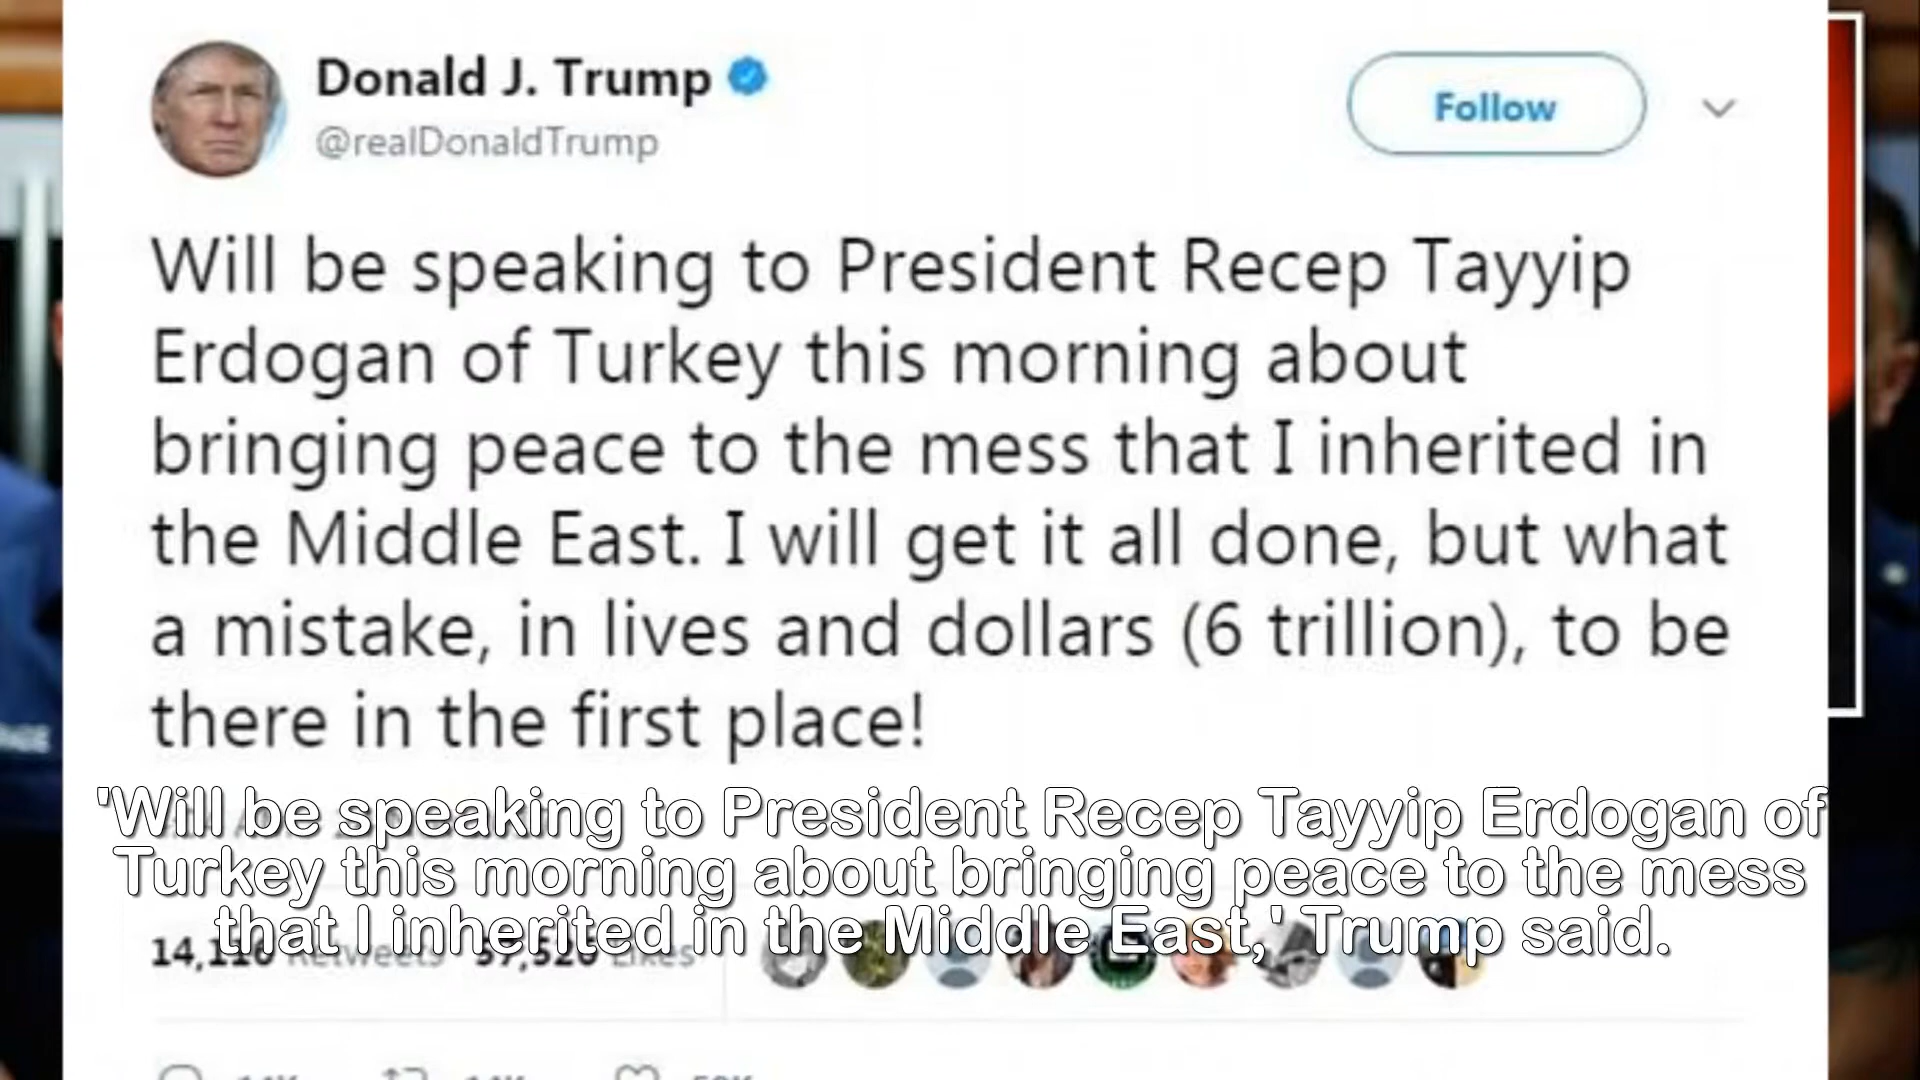 Donald J. Trump
@realDonaldTrump
Follow
Will be speaking to President Recep Tayyip
Erdogan of Turkey this morning about
bringing peace to the mess that I inherited in
the Middle East. I will get it all done, but what
a mistake, in lives and dollars (6 trillion), to be
there in the first place!
'Will be speaking to President Recep Tayyip Erdogan of
Turkey this morning about bringing peace to the mess
that I inherited in the Middle East,' Trump said.
Retweets Likes